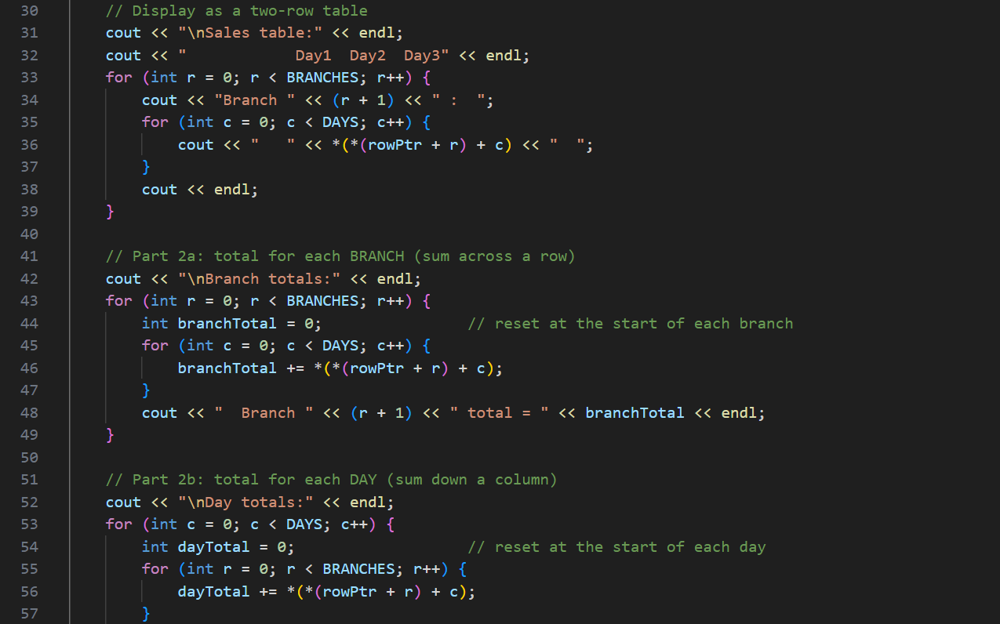 30 // Display as a two-row table
31 cout << "\nSales table:" << endl;
32 cout << "            Day1  Day2  Day3" << endl;
33 for (int r = 0; r < BRANCHES; r++) {
34     cout << "Branch " << (r + 1) << " :  ";
35     for (int c = 0; c < DAYS; c++) {
36         cout << "   " << *(*(rowPtr + r) + c) << "  ";
37     }
38     cout << endl;
39 }
40
41 // Part 2a: total for each BRANCH (sum across a row)
42 cout << "\nBranch totals:" << endl;
43 for (int r = 0; r < BRANCHES; r++) {
44     int branchTotal = 0;                // reset at the start of each branch
45     for (int c = 0; c < DAYS; c++) {
46         branchTotal += *(*(rowPtr + r) + c);
47     }
48     cout << "  Branch " << (r + 1) << " total = " << branchTotal << endl;
49 }
50
51 // Part 2b: total for each DAY (sum down a column)
52 cout << "\nDay totals:" << endl;
53 for (int c = 0; c < DAYS; c++) {
54     int dayTotal = 0;                   // reset at the start of each day
55     for (int r = 0; r < BRANCHES; r++) {
56         dayTotal += *(*(rowPtr + r) + c);
57     }